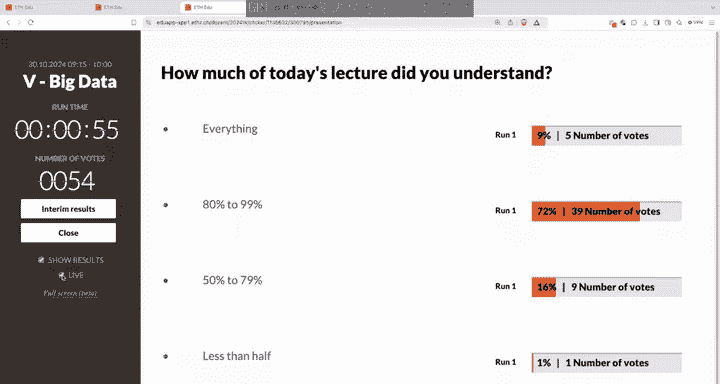 ETH Edu
ETH Edu
ETH Edu
30.10.2024 09:15 - 10:00
V - Big Data
RUN TIME
00:00:55
NUMBER OF VOTES
0054
Interim results
Close
SHOW RESULTS
LIVE
Full screen (beta)
How much of today's lecture did you understand?
Everything
Run 1
9% | 5 Number of votes
80% to 99%
Run 1
72% | 39 Number of votes
50% to 79%
Run 1
16% | 9 Number of votes
Less than half
Run 1
1% | 1 Number of votes
VPN